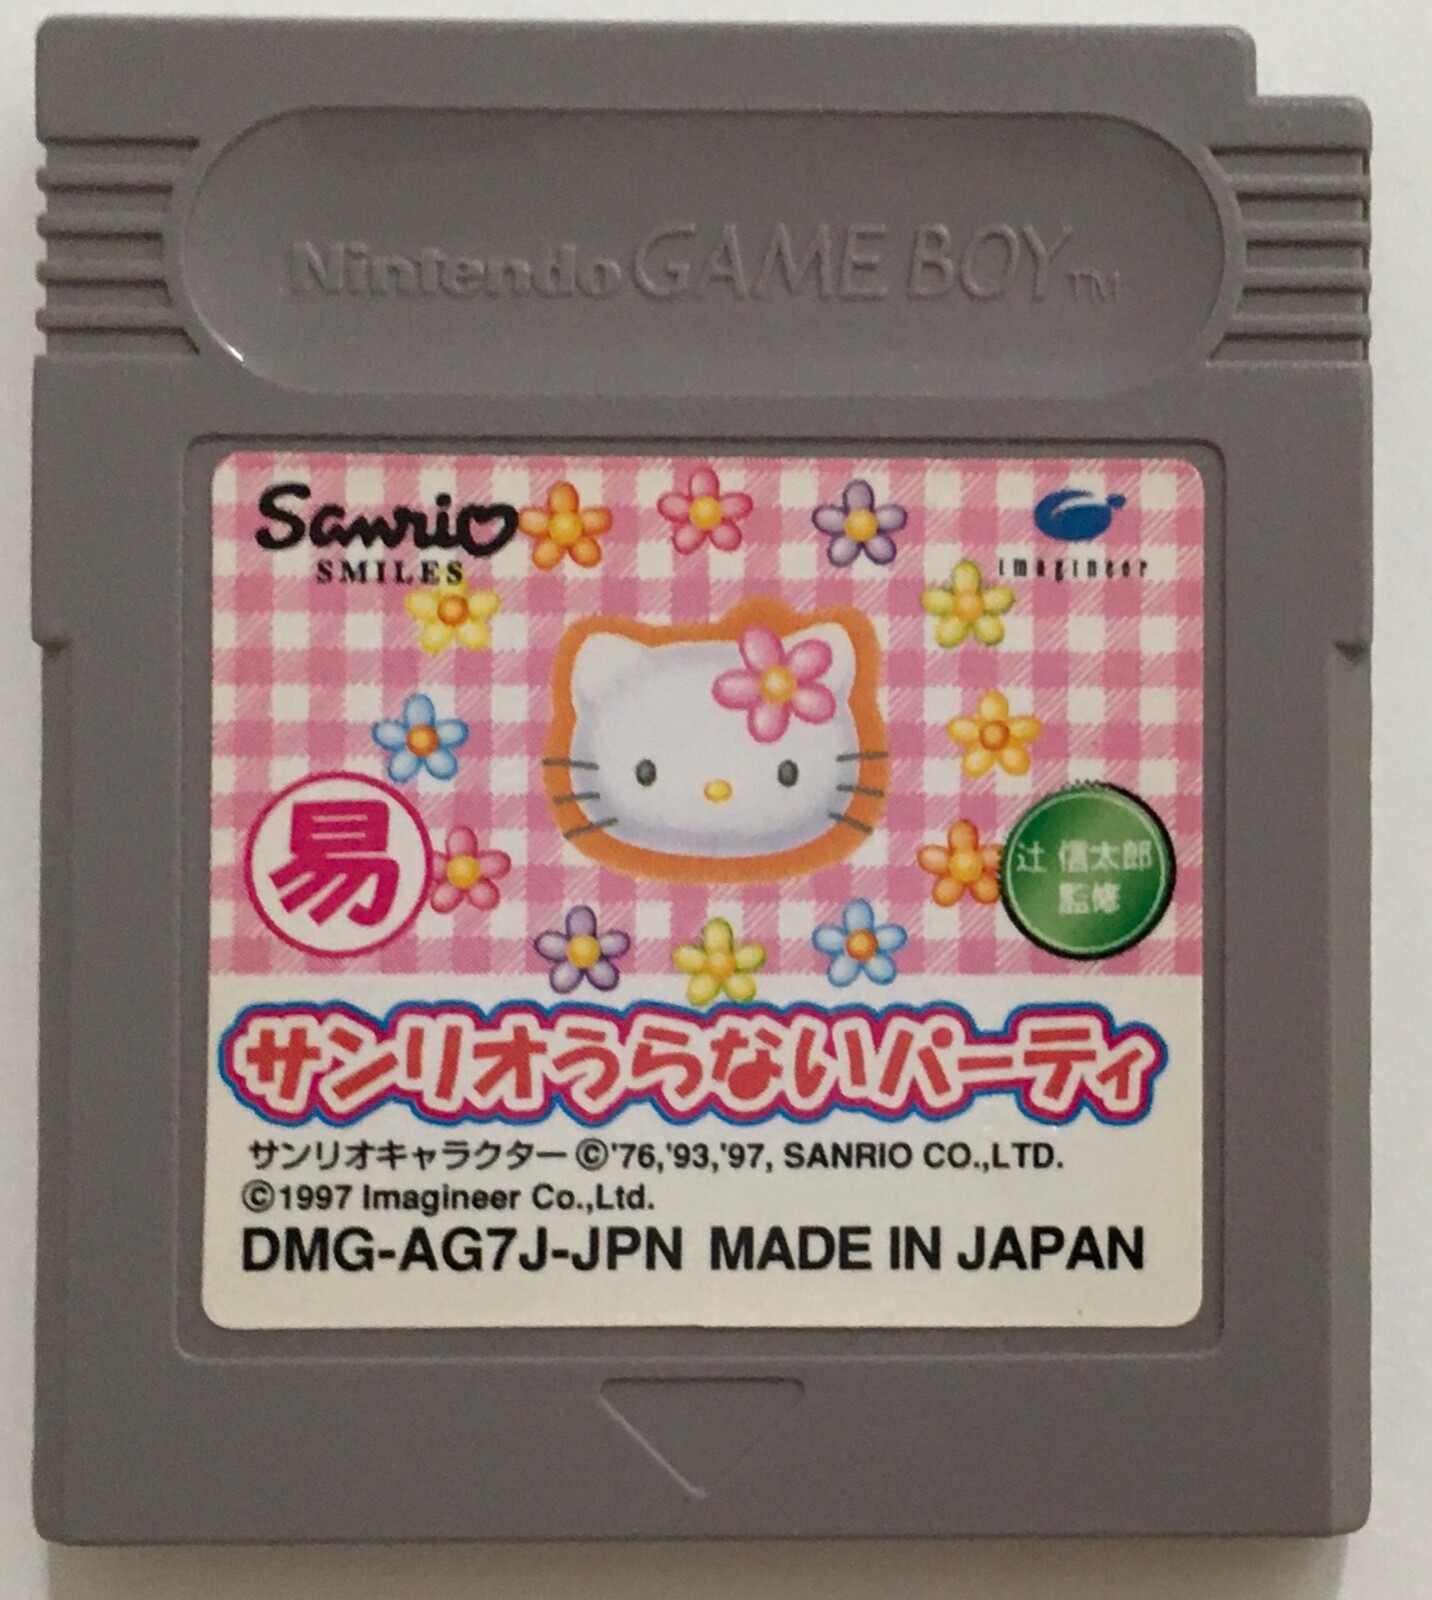 Nintendo GAME BOY™
Sanrio
SMILES
imagineer
易
辻 信太郎
監修
サンリオうらないパーティ
サンリオキャラクター©'76,'93,'97, SANRIO CO.,LTD.
©1997 Imagineer Co.,Ltd.
DMG-AG7J-JPN MADE IN JAPAN